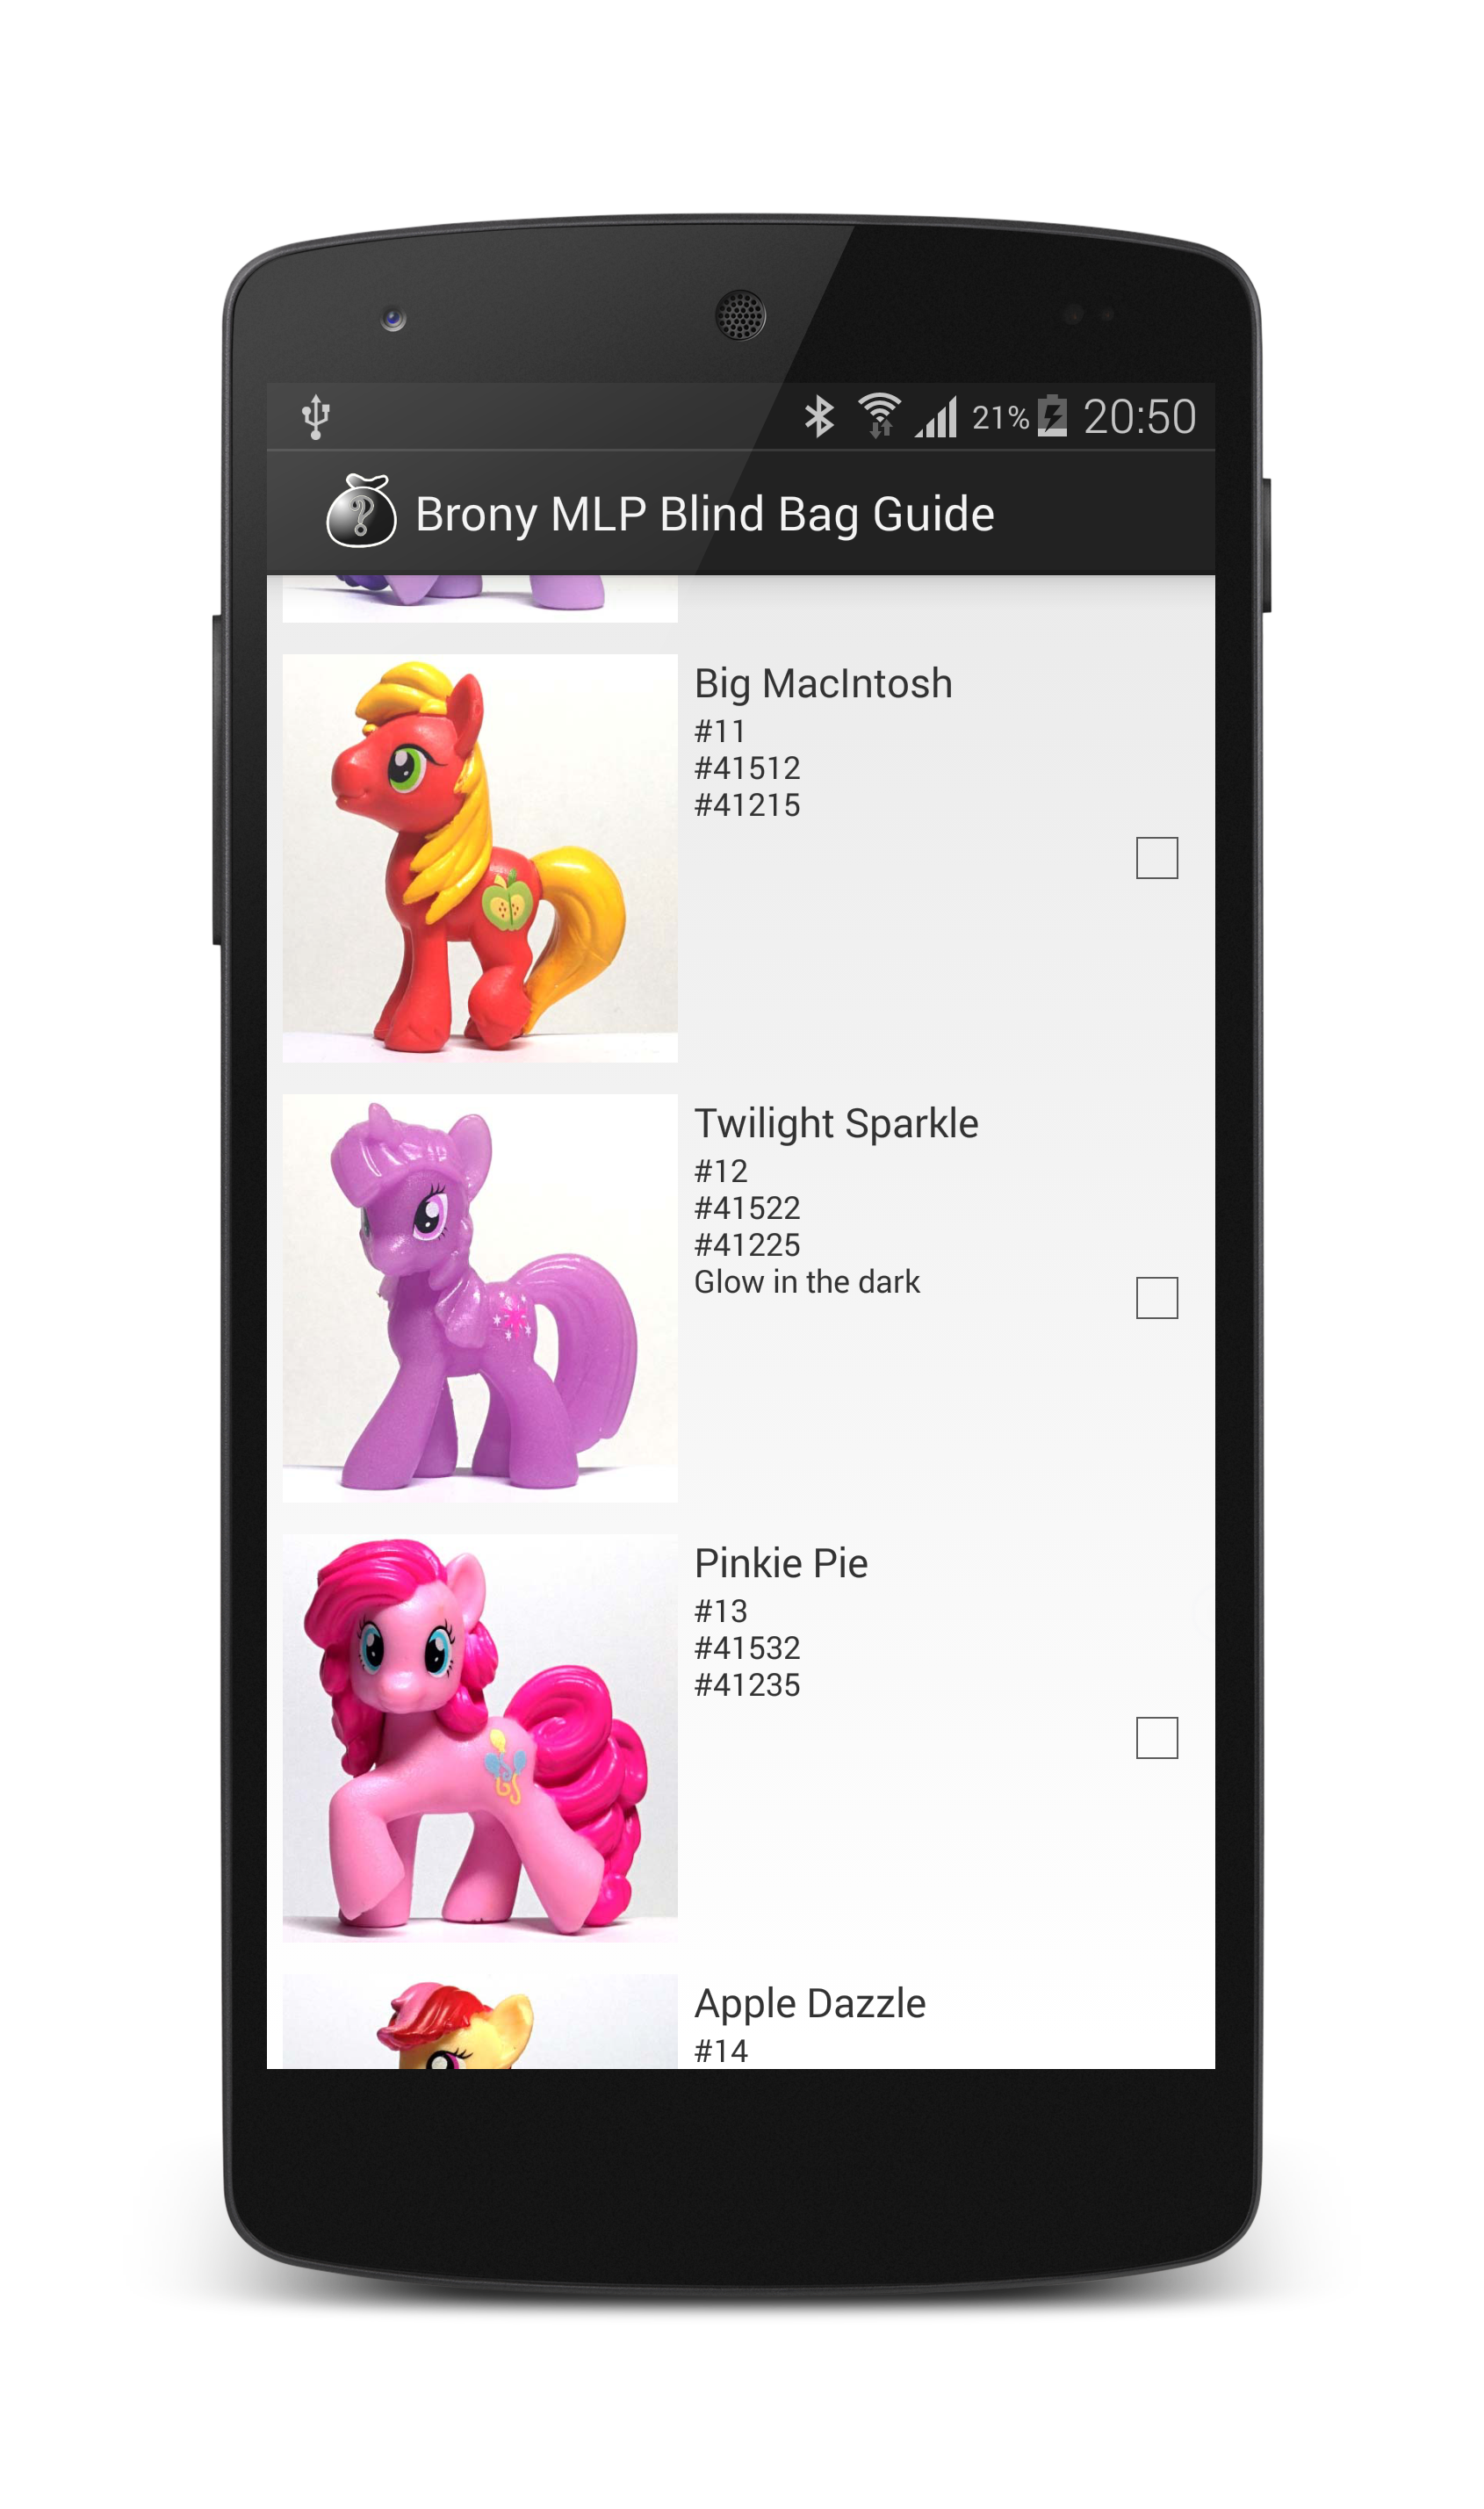 21% 20:50
Brony MLP Blind Bag Guide
Big MacIntosh
#11
#41512
#41215
Twilight Sparkle
#12
#41522
#41225
Glow in the dark
Pinkie Pie
#13
#41532
#41235
Apple Dazzle
#14